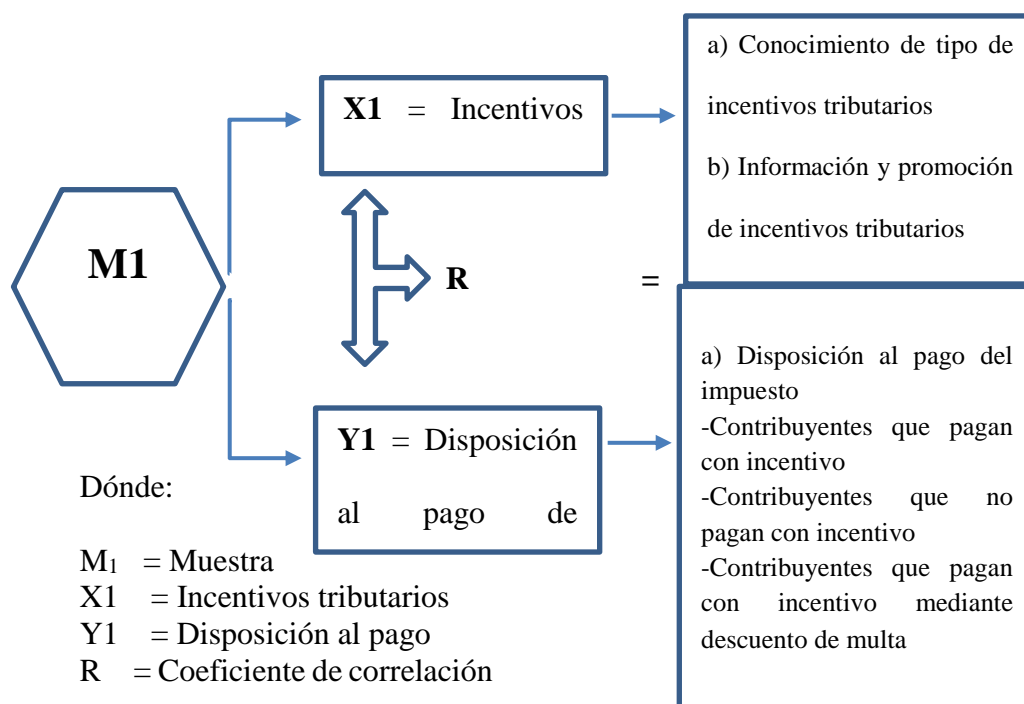 a) Conocimiento de tipo de
incentivos tributarios
b) Información y promoción
de incentivos tributarios
X1 = Incentivos
M1
R =
Y1 = Disposición
al pago de
a) Disposición al pago del
impuesto
-Contribuyentes que pagan
con incentivo
-Contribuyentes que no
pagan con incentivo
-Contribuyentes que pagan
con incentivo mediante
descuento de multa
Dónde:
M₁ = Muestra
X1 = Incentivos tributarios
Y1 = Disposición al pago
R = Coeficiente de correlación